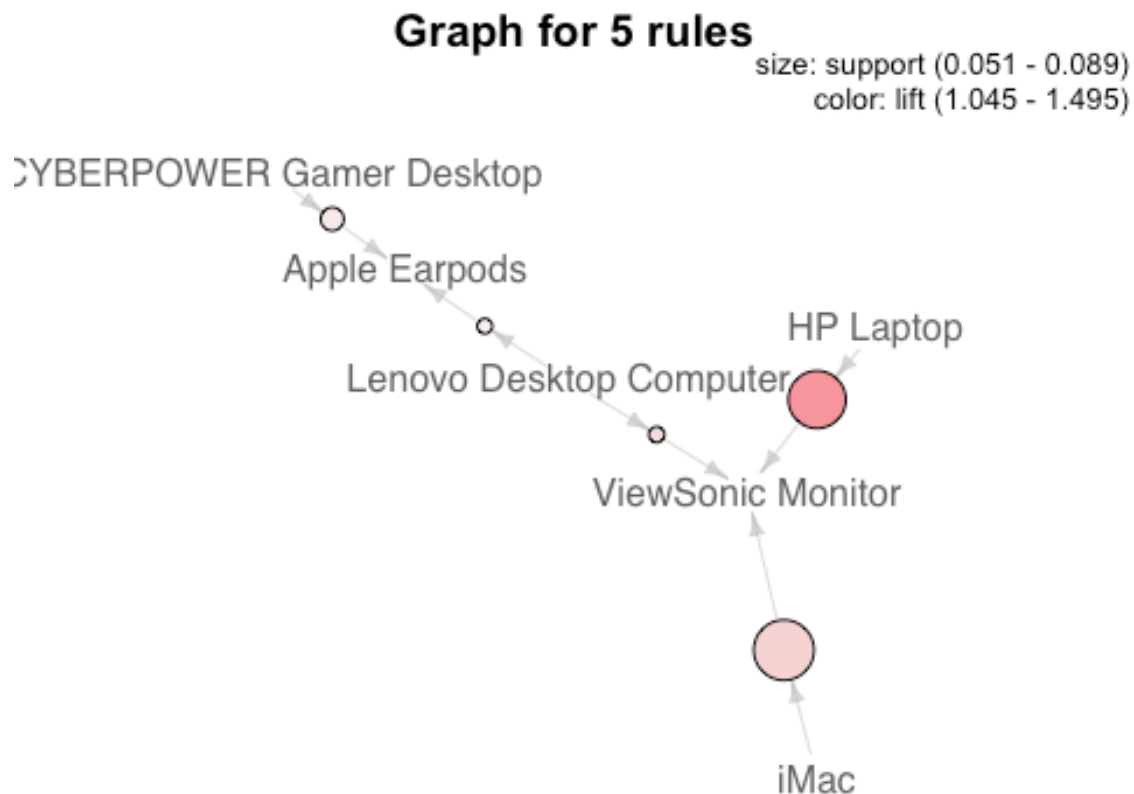 Graph for 5 rules
size: support (0.051 - 0.089)
color: lift (1.045 - 1.495)
CYBERPOWER Gamer Desktop
Apple Earpods
HP Laptop
Lenovo Desktop Computer
ViewSonic Monitor
iMac